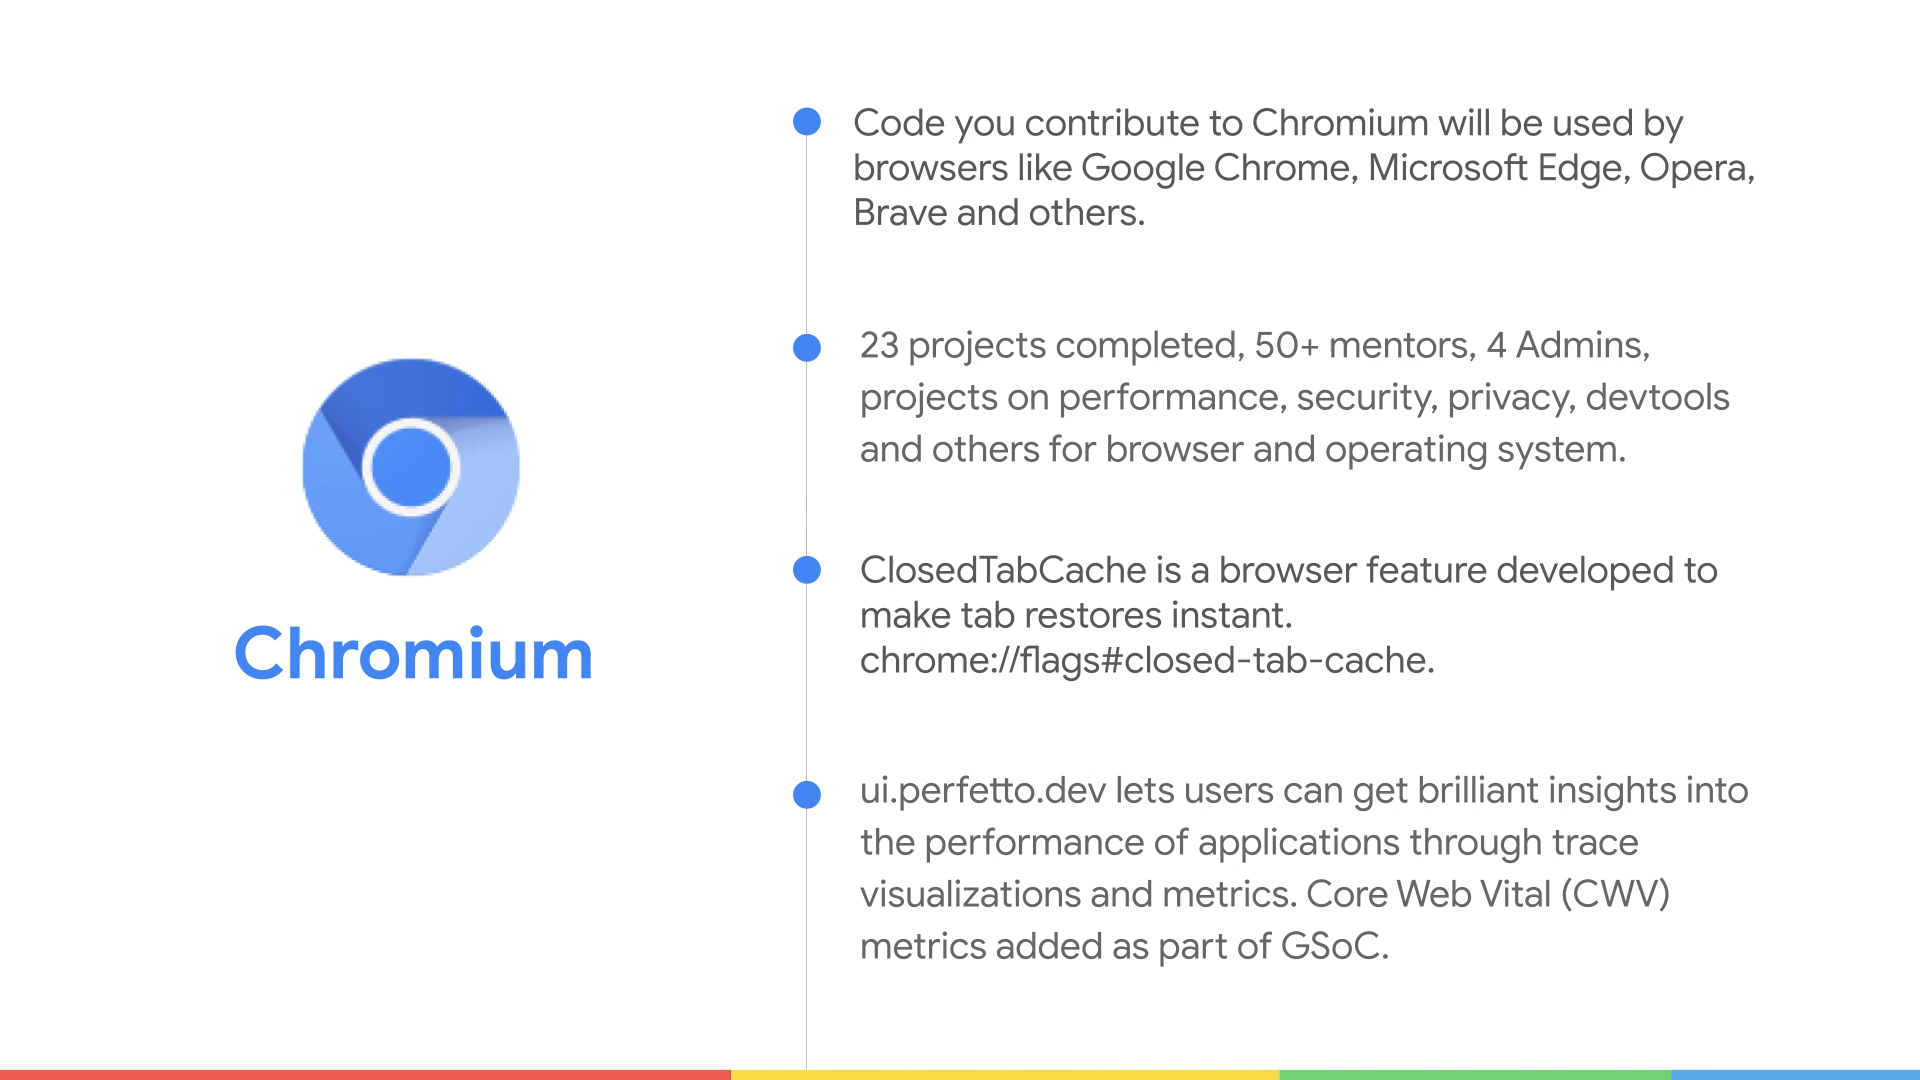 Code you contribute to Chromium will be used by
browsers like Google Chrome, Microsoft Edge, Opera,
Brave and others.
23 projects completed, 50+ mentors, 4 Admins,
projects on performance, security, privacy, devtools
and others for browser and operating system.
Chromium
ClosedTabCache is a browser feature developed to
make tab restores instant.
chrome://flags#closed-tab-cache.
ui.perfetto.dev lets users can get brilliant insights into
the performance of applications through trace
visualizations and metrics. Core Web Vital (CWV)
metrics added as part of GSoC.